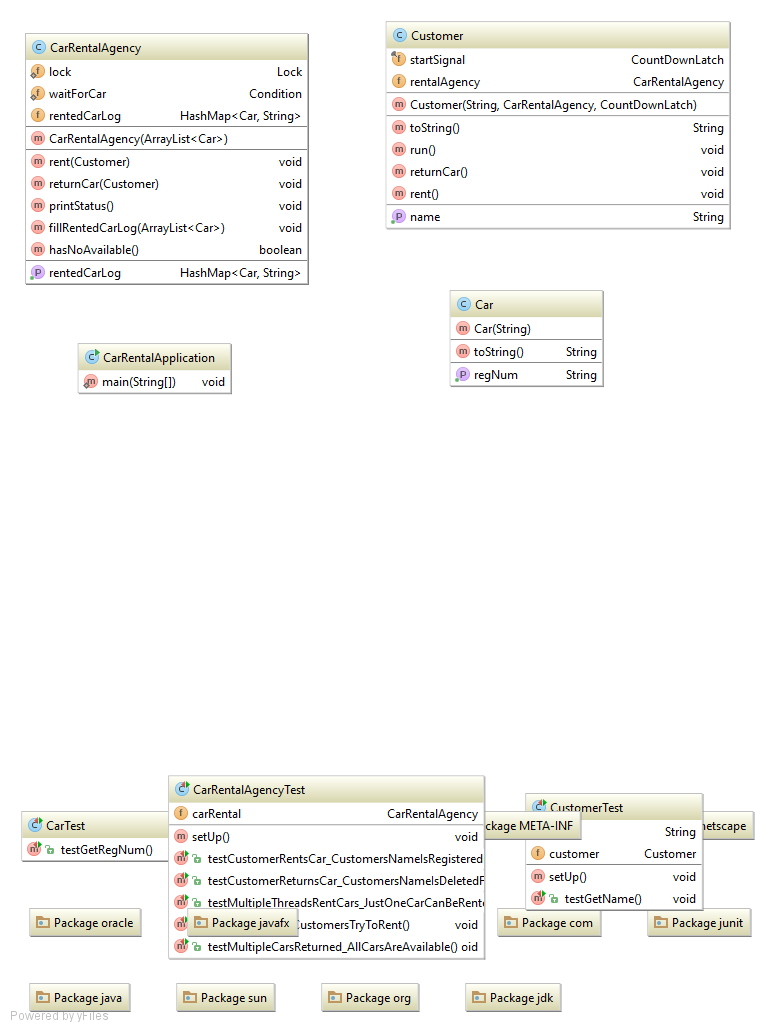 CarRentalAgency
lock Lock
waitForCar Condition
rentedCarLog HashMap<Car, String>
CarRentalAgency(ArrayList<Car>)
rent(Customer) void
returnCar(Customer) void
printStatus() void
fillRentedCarLog(ArrayList<Car>) void
hasNoAvailable() boolean
rentedCarLog HashMap<Car, String>
Customer
startSignal CountDownLatch
rentalAgency CarRentalAgency
Customer(String, CarRentalAgency, CountDownLatch)
toString() String
run() void
returnCar() void
rent() void
name String
Car
Car(String)
toString() String
regNum String
CarRentalApplication
main(String[]) void
CarTest
testGetRegNum()
CarRentalAgencyTest
carRental CarRentalAgency
setUp() void
testCustomerRentsCar_CustomersNameIsRegistered
testCustomerReturnsCar_CustomersNameIsDeletedF
testMultipleThreadsRentCars_JustOneCarCanBeRente
CustomersTryToRent() void
testMultipleCarsReturned_AllCarsAreAvailable() oid
ckage META-INF
CustomerTest
String
customer Customer
setUp() void
testGetName() void
netscape
Package oracle
Package javafx
Package com
Package junit
Package java
Package sun
Package org
Package jdk
Powered by yFiles